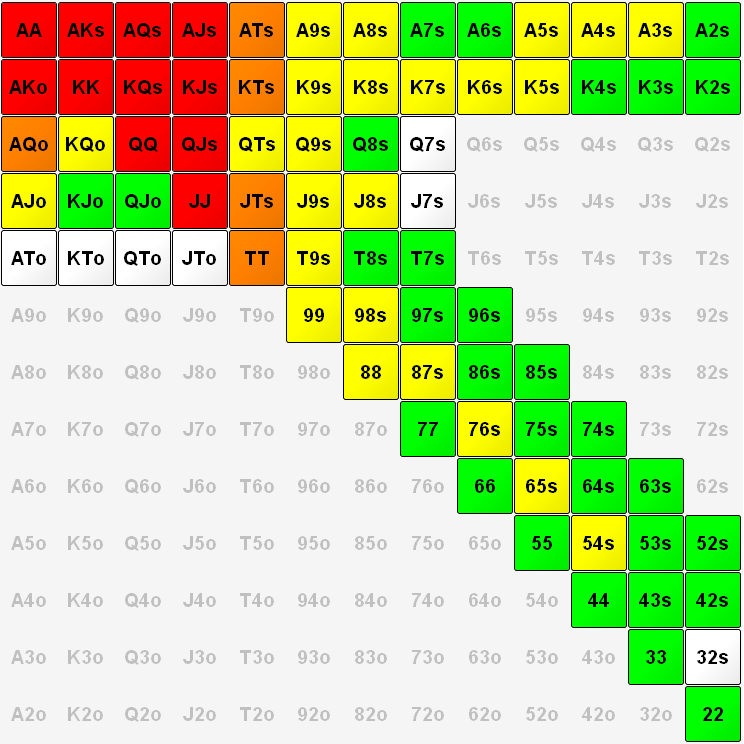 AA AKs AQs AJs ATs A9s A8s A7s A6s A5s A4s A3s A2s
AKo KK KQs KJs KTs K9s K8s K7s K6s K5s K4s K3s K2s
AQo KQo QQ QJs QTs Q9s Q8s Q7s Q6s Q5s Q4s Q3s Q2s
AJo KJo QJo JJ JTs J9s J8s J7s J6s J5s J4s J3s J2s
ATo KTo QTo JTo TT T9s T8s T7s T6s T5s T4s T3s T2s
A9o K9o Q9o J9o T9o 99 98s 97s 96s 95s 94s 93s 92s
A8o K8o Q8o J8o T8o 98o 88 87s 86s 85s 84s 83s 82s
A7o K7o Q7o J7o T7o 97o 87o 77 76s 75s 74s 73s 72s
A6o K6o Q6o J6o T6o 96o 86o 76o 66 65s 64s 63s 62s
A5o K5o Q5o J5o T5o 95o 85o 75o 65o 55 54s 53s 52s
A4o K4o Q4o J4o T4o 94o 84o 74o 64o 54o 44 43s 42s
A3o K3o Q3o J3o T3o 93o 83o 73o 63o 53o 43o 33 32s
A2o K2o Q2o J2o T2o 92o 82o 72o 62o 52o 42o 32o 22